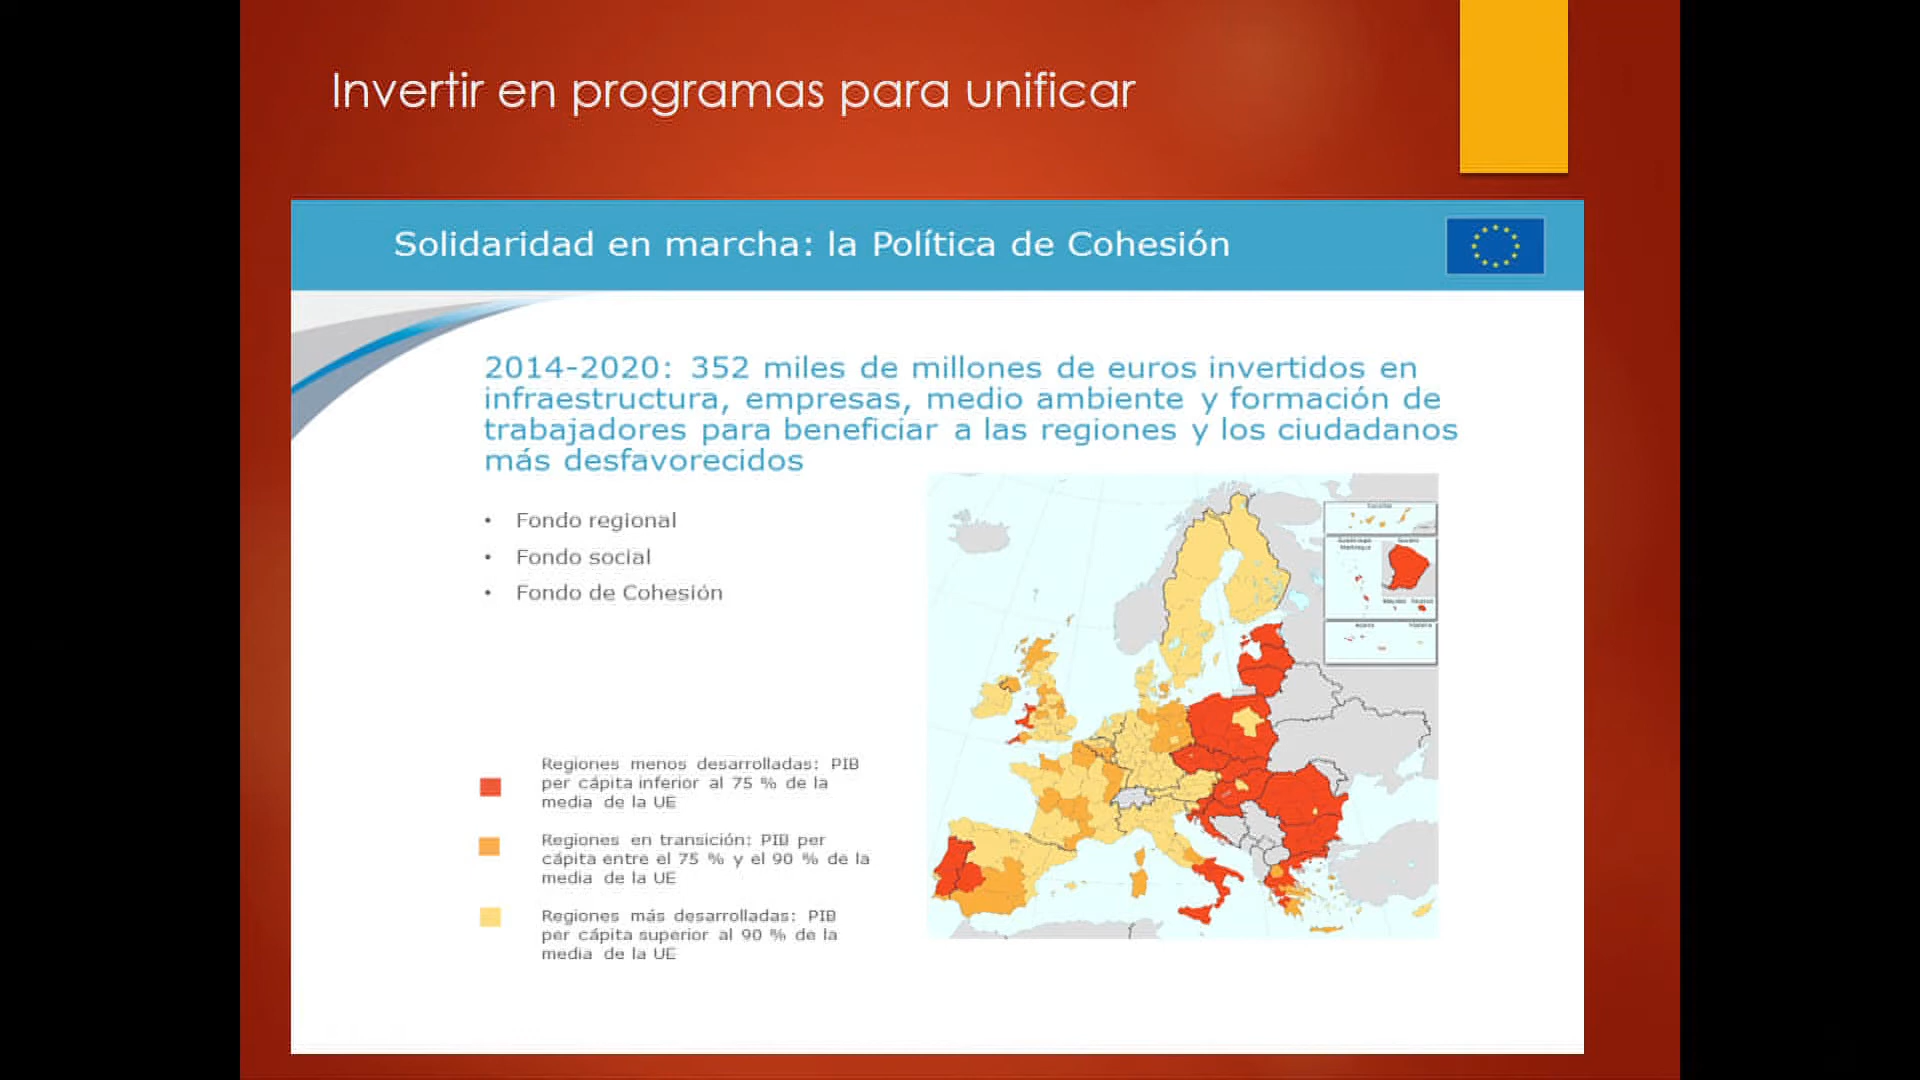 Invertir en programas para unificar
Solidaridad en marcha: la Política de Cohesión
2014-2020: 352 miles de millones de euros invertidos en
infraestructura, empresas, medio ambiente y formación de
trabajadores para beneficiar a las regiones y los ciudadanos
más desfavorecidos
• Fondo regional
• Fondo social
• Fondo de Cohesión
Regiones menos desarrolladas: PIB
per cápita inferior al 75 % de la
media de la UE
Regiones en transición: PIB per
cápita entre el 75 % y el 90 % de la
media de la UE
Regiones más desarrolladas: PIB
per cápita superior al 90 % de la
media de la UE